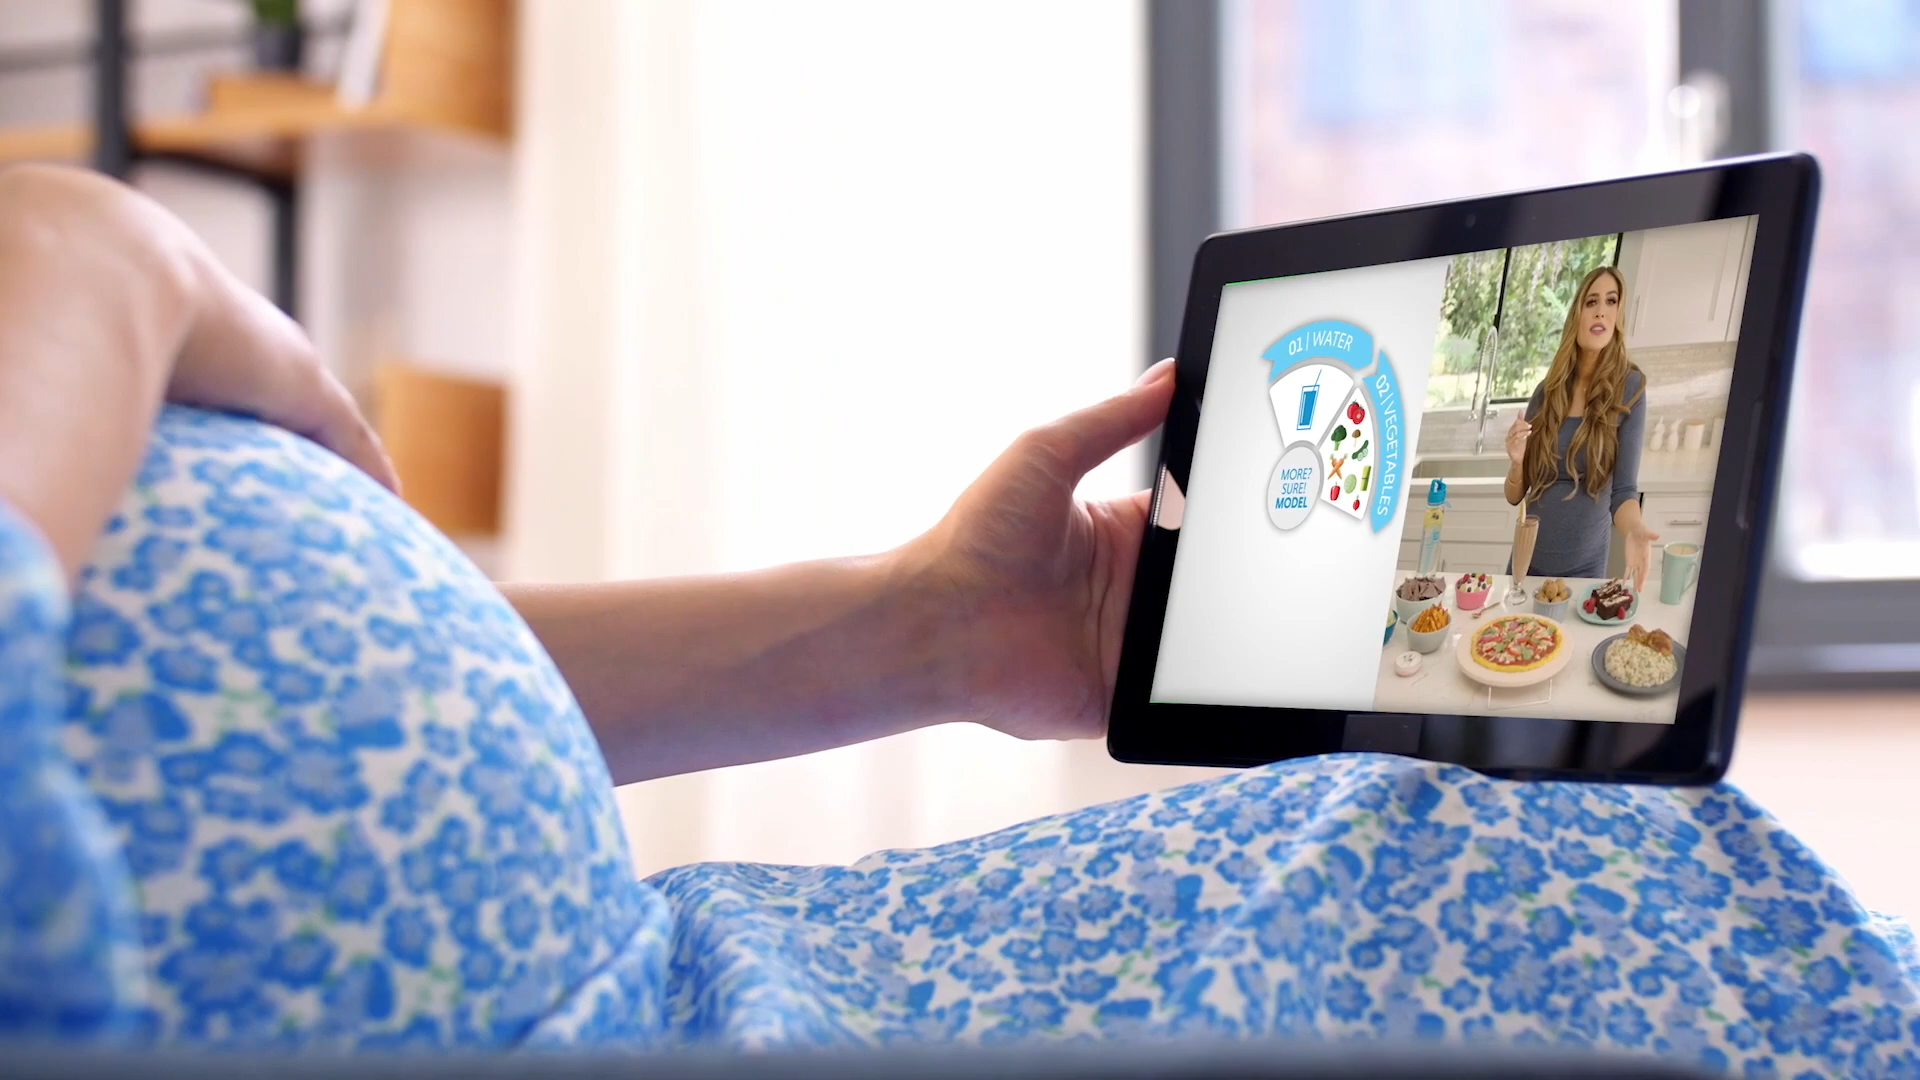 01 | WATER
02 | VEGETABLES
MORE?
SURE!
MODEL